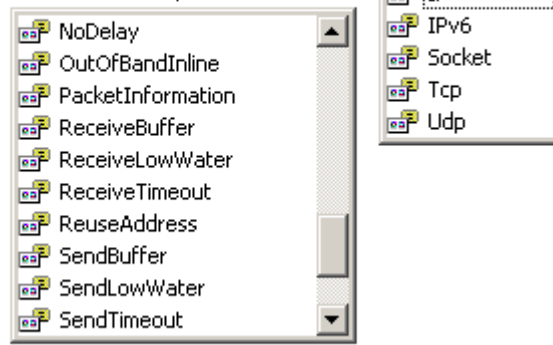 NoDelay
OutOfBandInline
PacketInformation
ReceiveBuffer
ReceiveLowWater
ReceiveTimeout
ReuseAddress
SendBuffer
SendLowWater
SendTimeout
IPv6
Socket
Tcp
Udp